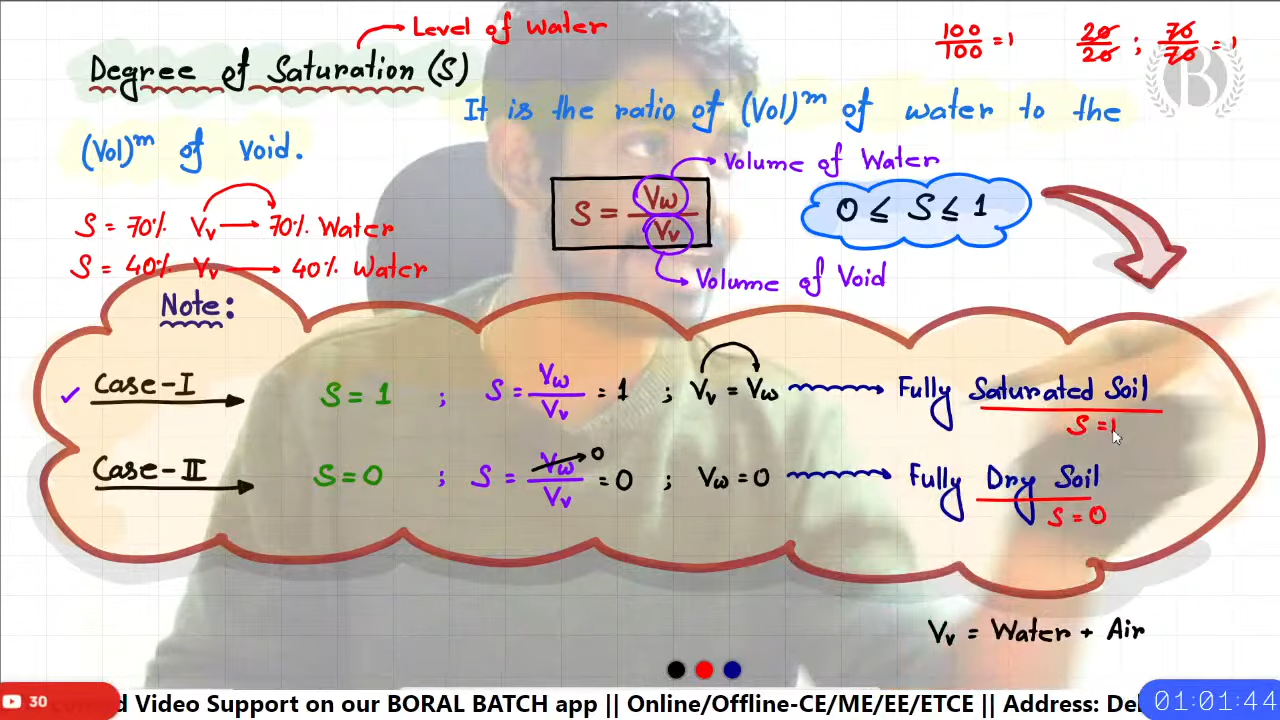 Level of Water
100/100 = 1 20/20 ; 70/70 = 1
Degree of Saturation (S)
It is the ratio of (Vol)ᵐ of water to the
(Vol)ᵐ of void.
B
Volume of Water
S = Vw/Vv
0 ≤ S ≤ 1
Volume of Void
S = 70% Vv → 70% Water
S = 40% Vv → 40% Water
Note:
Case-I → S = 1 ; S = Vw/Vv = 1 ; Vv = Vw → Fully Saturated Soil
S = 1
Case-II → S = 0 ; S = Vw/Vv = 0 ; Vw = 0 → Fully Dry Soil
0
S = 0
Vv = Water + Air
30
d Video Support on our BORAL BATCH app || Online/Offline-CE/ME/EE/ETCE || Address: De
01:01:44